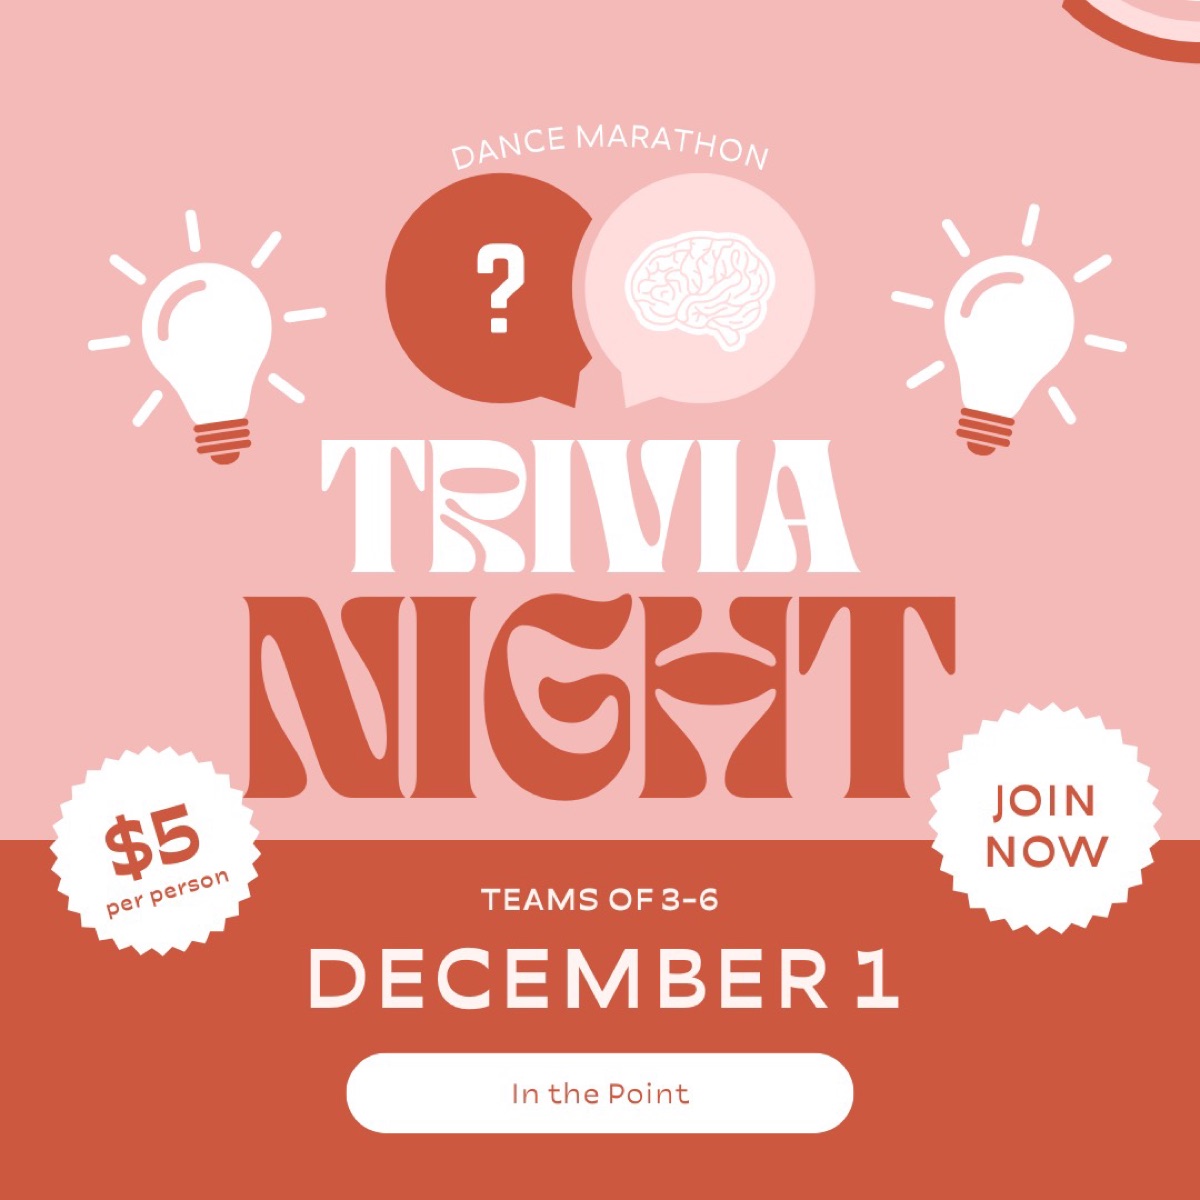 DANCE MARATHON
?
TRIVIA
NIGHT
$5
per person
JOIN
NOW
TEAMS OF 3-6
DECEMBER 1
In the Point